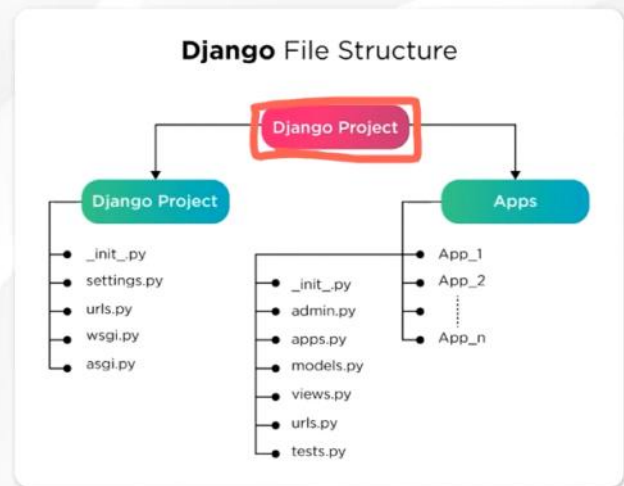 Django File Structure
Django Project
Django Project
_init_.py
settings.py
urls.py
wsgi.py
asgi.py
Apps
App_1
App_2
App_n
_init_.py
admin.py
apps.py
models.py
views.py
urls.py
tests.py